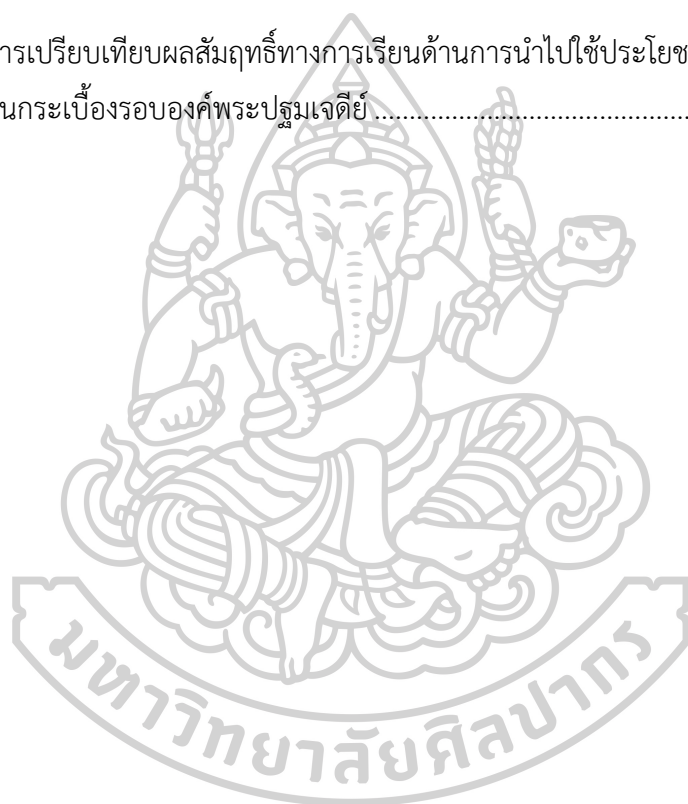 ารเปรียบเทียบผลสัมฤทธิ์ทางการเรียนด้านการนำไปใช้ประโยช
นกระเบื้องรอบองค์พระปฐมเจดีย์ ........................................
มหาวิทยาลัยศิลปากร